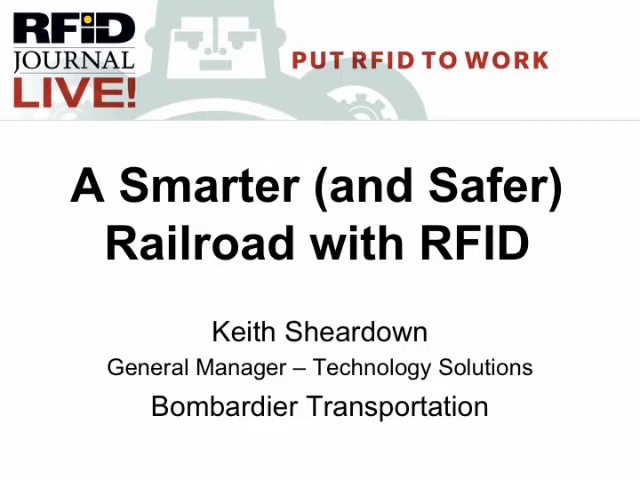 RFID
JOURNAL
LIVE!
PUT RFID TO WORK
A Smarter (and Safer)
Railroad with RFID
Keith Sheardown
General Manager – Technology Solutions
Bombardier Transportation